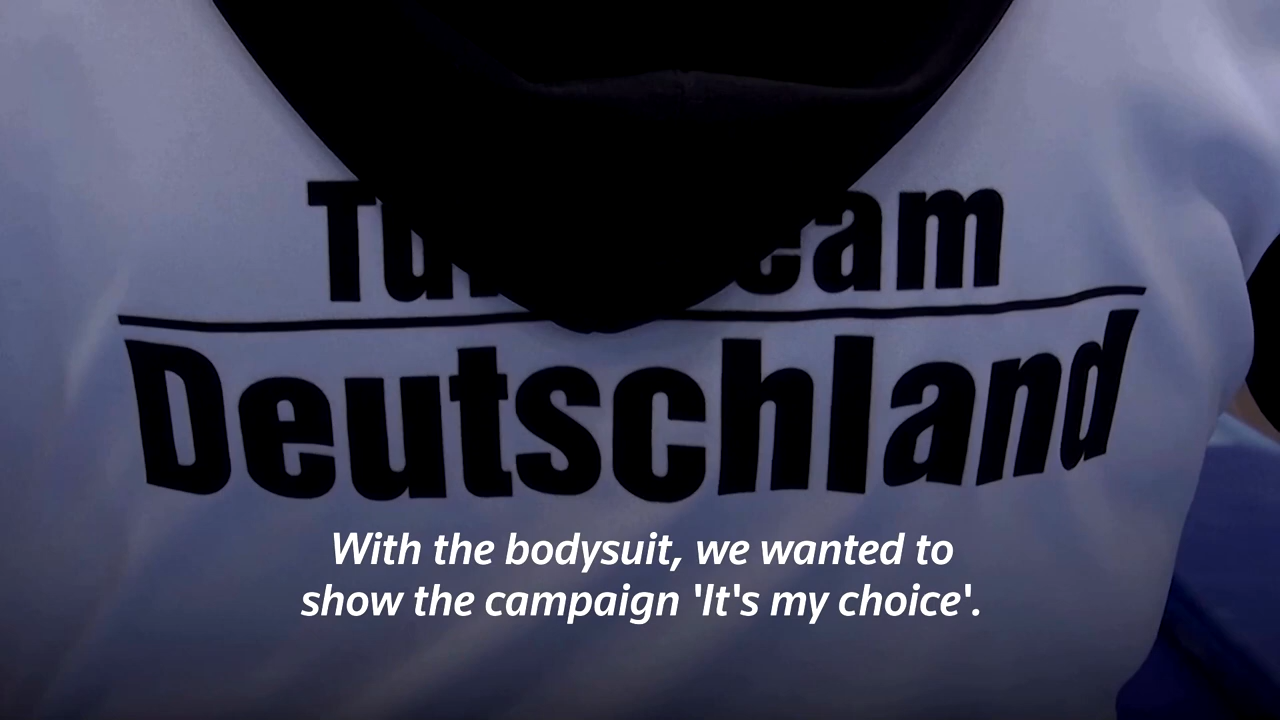 Deutschland
With the bodysuit, we wanted to
show the campaign 'It's my choice'.